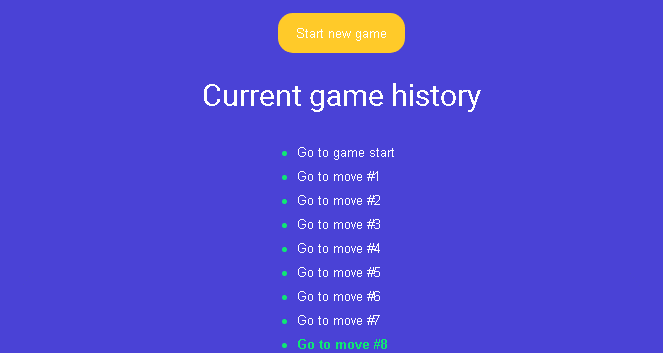 Start new game
Current game history
Go to game start
Go to move #1
Go to move #2
Go to move #3
Go to move #4
Go to move #5
Go to move #6
Go to move #7
Go to move #8